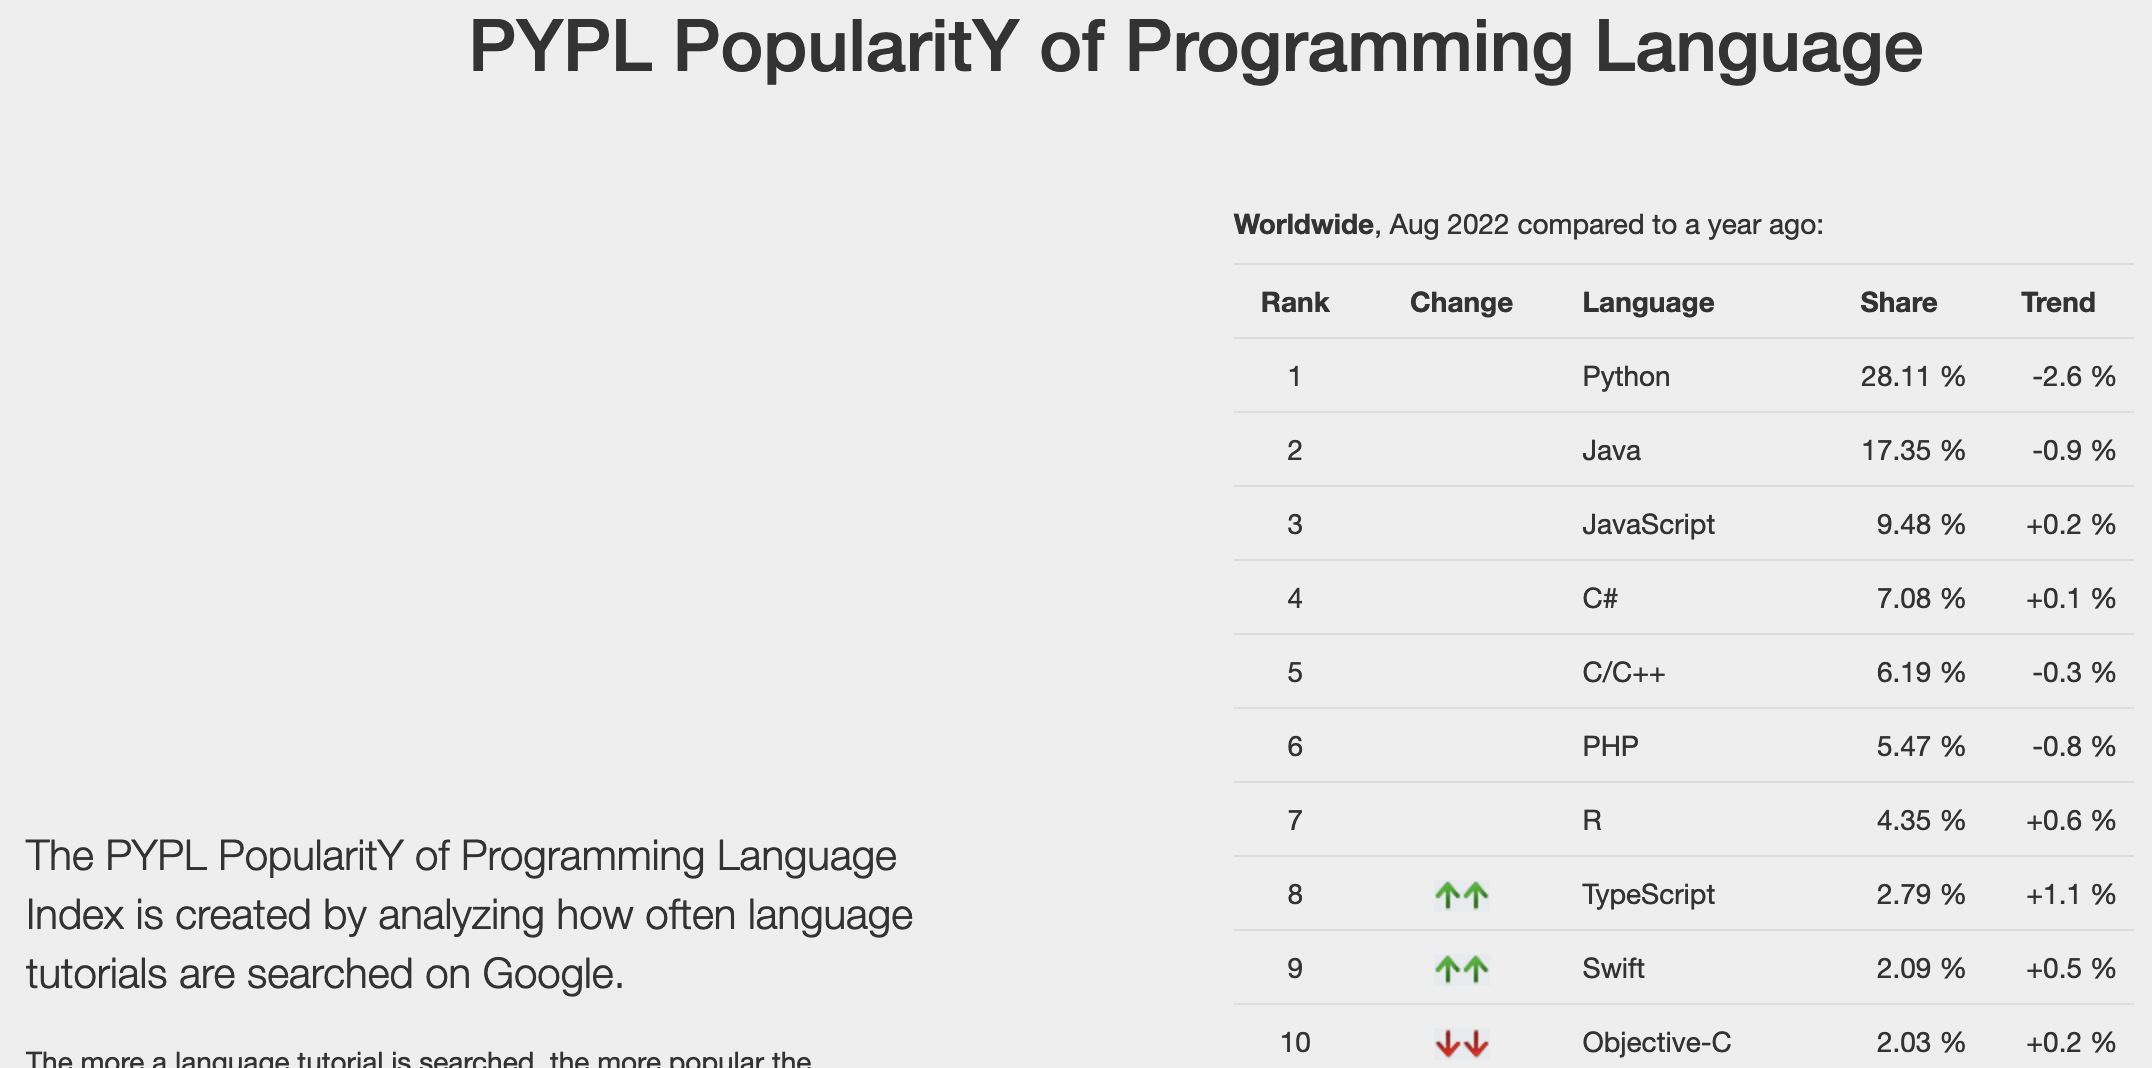 PYPL PopularitY of Programming Language
The PYPL PopularitY of Programming Language
Index is created by analyzing how often language
tutorials are searched on Google.
The more a language tutorial is searched, the more popular the
Worldwide, Aug 2022 compared to a year ago:
Rank Change Language Share Trend
1 Python 28.11 % -2.6 %
2 Java 17.35 % -0.9 %
3 JavaScript 9.48 % +0.2 %
4 C# 7.08 % +0.1 %
5 C/C++ 6.19 % -0.3 %
6 PHP 5.47 % -0.8 %
7 R 4.35 % +0.6 %
8 ↑↑ TypeScript 2.79 % +1.1 %
9 ↑↑ Swift 2.09 % +0.5 %
10 ↓↓ Objective-C 2.03 % +0.2 %